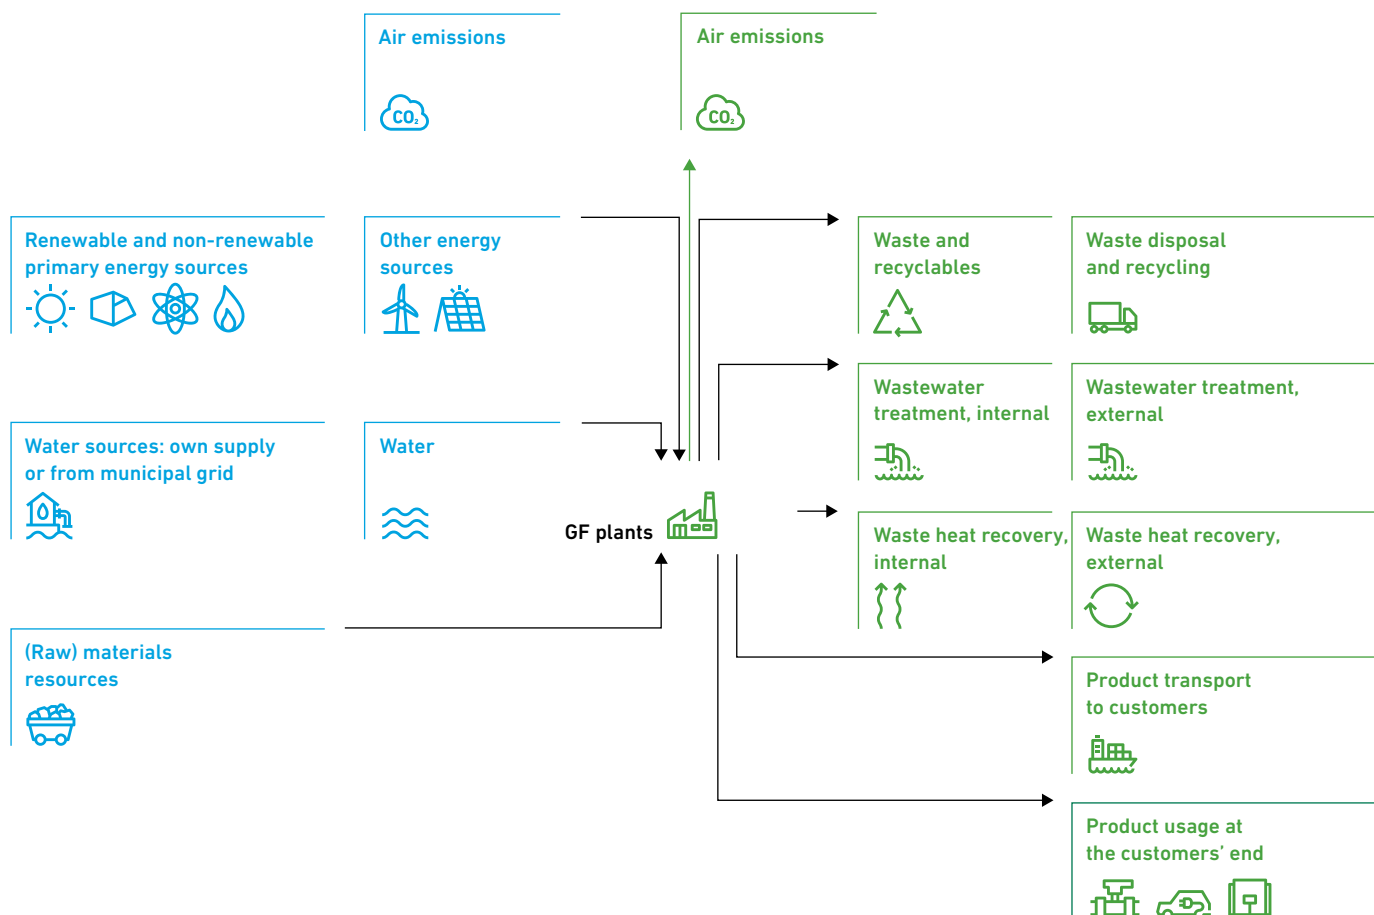 Air emissions
CO₂
Air emissions
CO₂
Renewable and non-renewable
primary energy sources
Other energy
sources
Waste and
recyclables
Waste disposal
and recycling
Wastewater
treatment, internal
Wastewater treatment,
external
Water sources: own supply
or from municipal grid
Water
GF plants
Waste heat recovery,
internal
Waste heat recovery,
external
(Raw) materials
resources
Product transport
to customers
Product usage at
the customers’ end